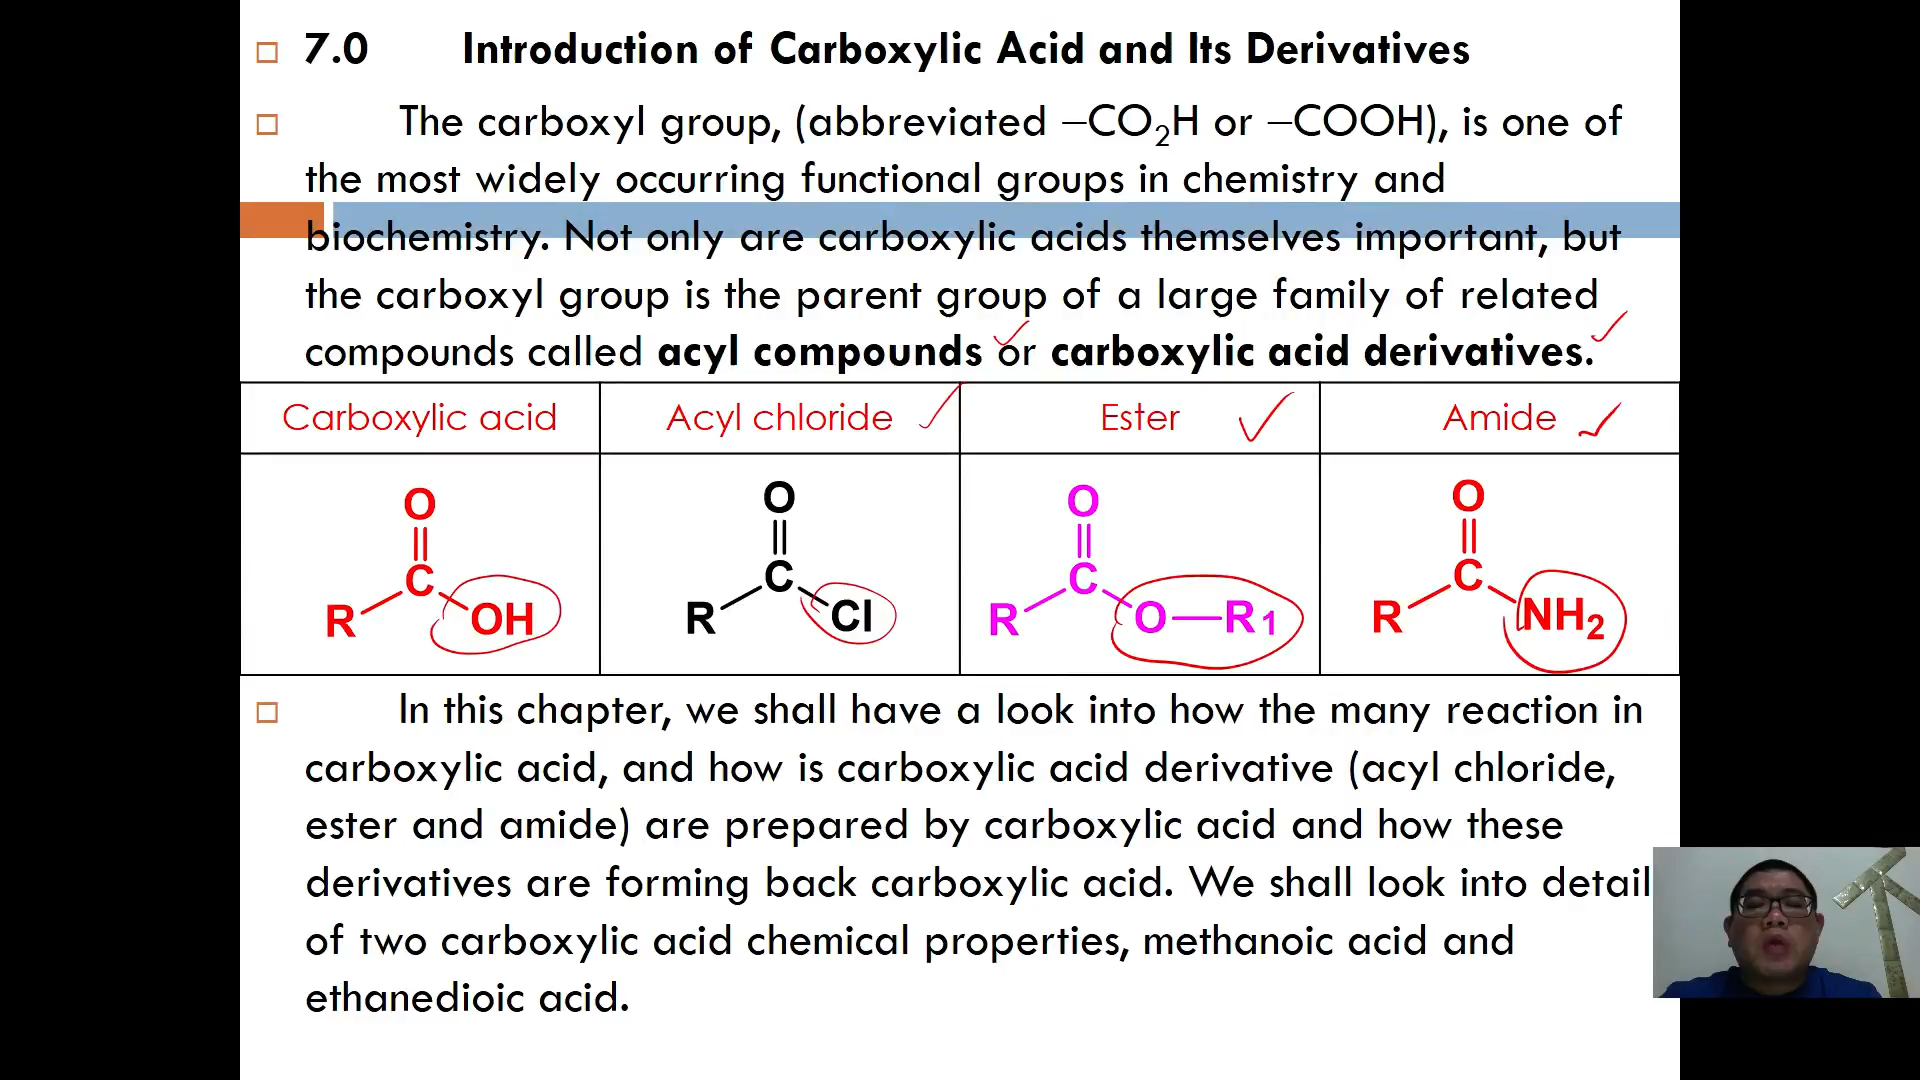 7.0 Introduction of Carboxylic Acid and Its Derivatives
The carboxyl group, (abbreviated –CO2H or –COOH), is one of
the most widely occurring functional groups in chemistry and
biochemistry. Not only are carboxylic acids themselves important, but
the carboxyl group is the parent group of a large family of related
compounds called acyl compounds or carboxylic acid derivatives.
Carboxylic acid Acyl chloride Ester Amide
O O O O
C C C C
R OH R Cl R O—R1 R NH2
In this chapter, we shall have a look into how the many reaction in
carboxylic acid, and how is carboxylic acid derivative (acyl chloride,
ester and amide) are prepared by carboxylic acid and how these
derivatives are forming back carboxylic acid. We shall look into detail
of two carboxylic acid chemical properties, methanoic acid and
ethanedioic acid.